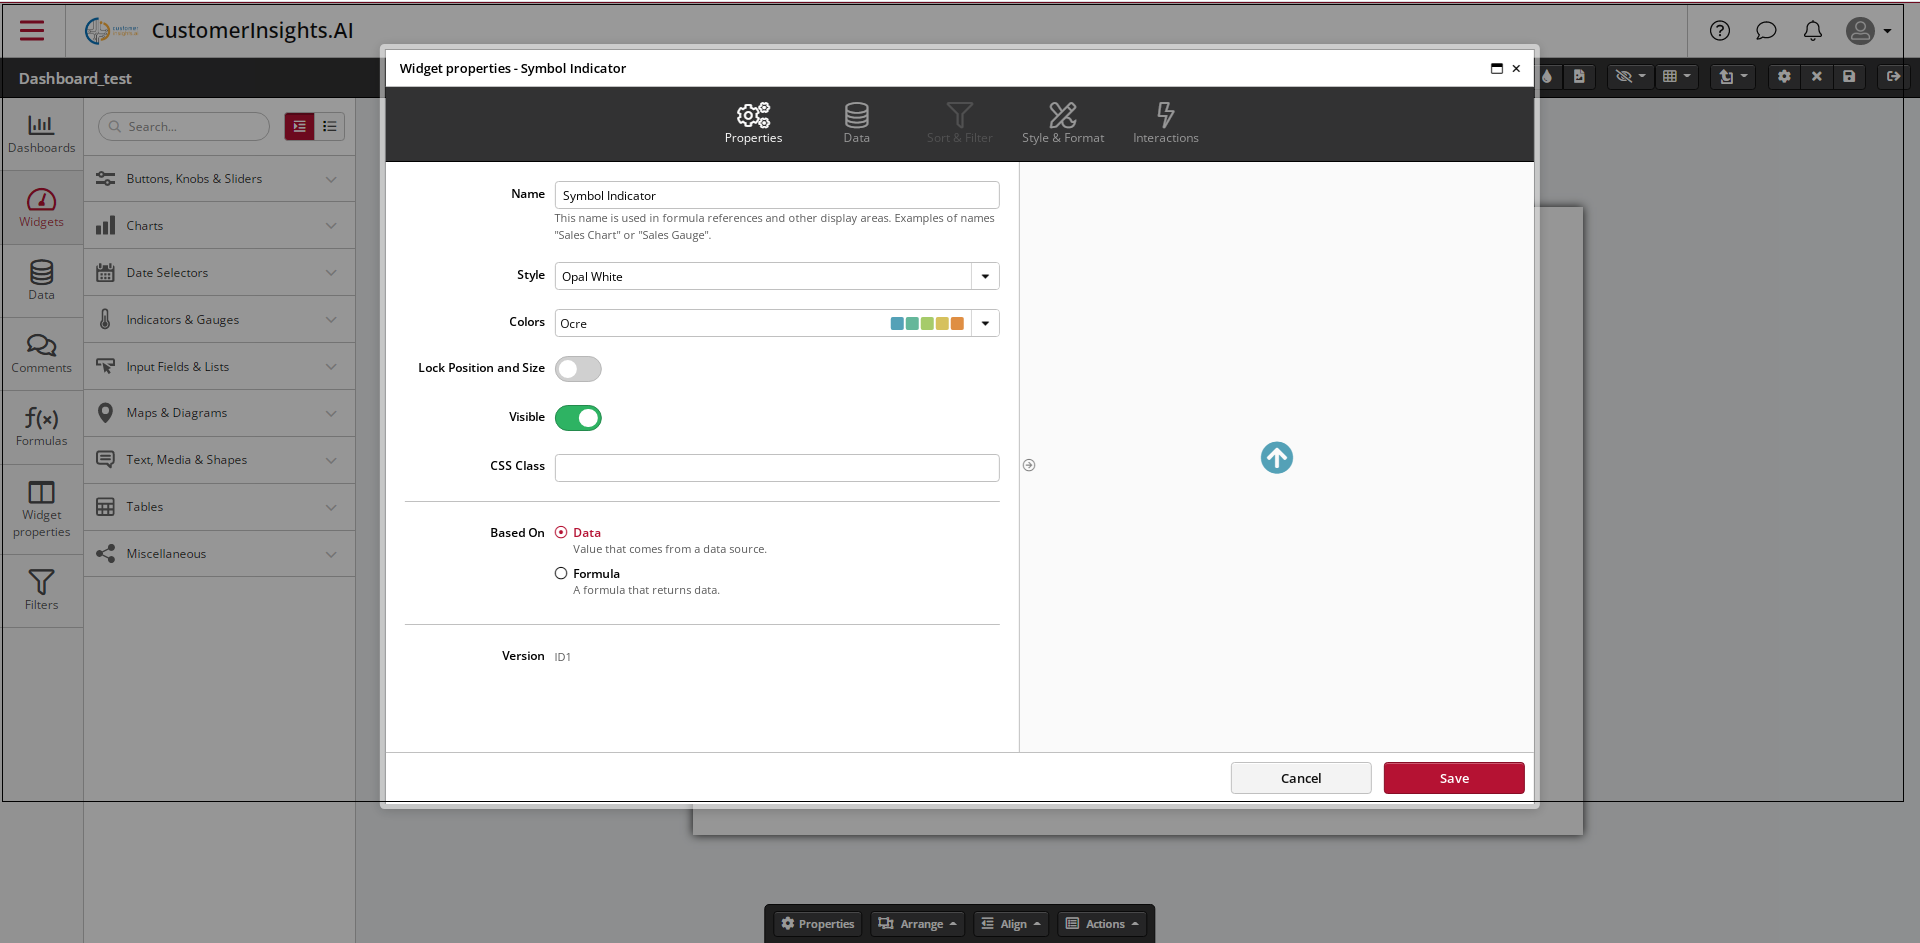 CustomerInsights.AI
Dashboard_test
Widget properties - Symbol Indicator
Properties
Data
Sort & Filter
Style & Format
Interactions
Dashboards
Widgets
Data
Comments
f(x)
Formulas
Widget
properties
Filters
Search...
Buttons, Knobs & Sliders
Charts
Date Selectors
Indicators & Gauges
Input Fields & Lists
Maps & Diagrams
Text, Media & Shapes
Tables
Miscellaneous
Name
Symbol Indicator
This name is used in formula references and other display areas. Examples of names
"Sales Chart" or "Sales Gauge".
Style
Opal White
Colors
Ocre
Lock Position and Size
Visible
CSS Class
Based On
Data
Value that comes from a data source.
Formula
A formula that returns data.
Version
ID1
Cancel
Save
Properties
Arrange
Align
Actions